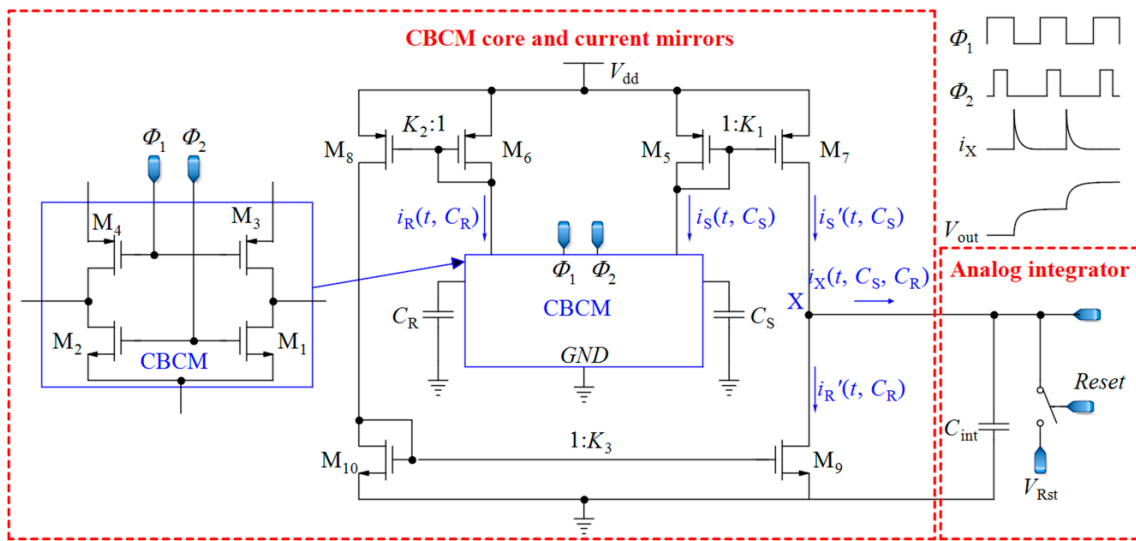 CBCM core and current mirrors
Φ1
Φ2
iX
Vout
Vdd
K2:1
1:K1
M8
M6
M5
M7
Φ1 Φ2
M4
M3
M2
M1
CBCM
iR(t, CR)
iS(t, CS)
iS′(t, CS)
Φ1
Φ2
CBCM
GND
CR
CS
iX(t, CS, CR)
X
iR′(t, CR)
1:K3
M10
M9
Analog integrator
Reset
Cint
VRst